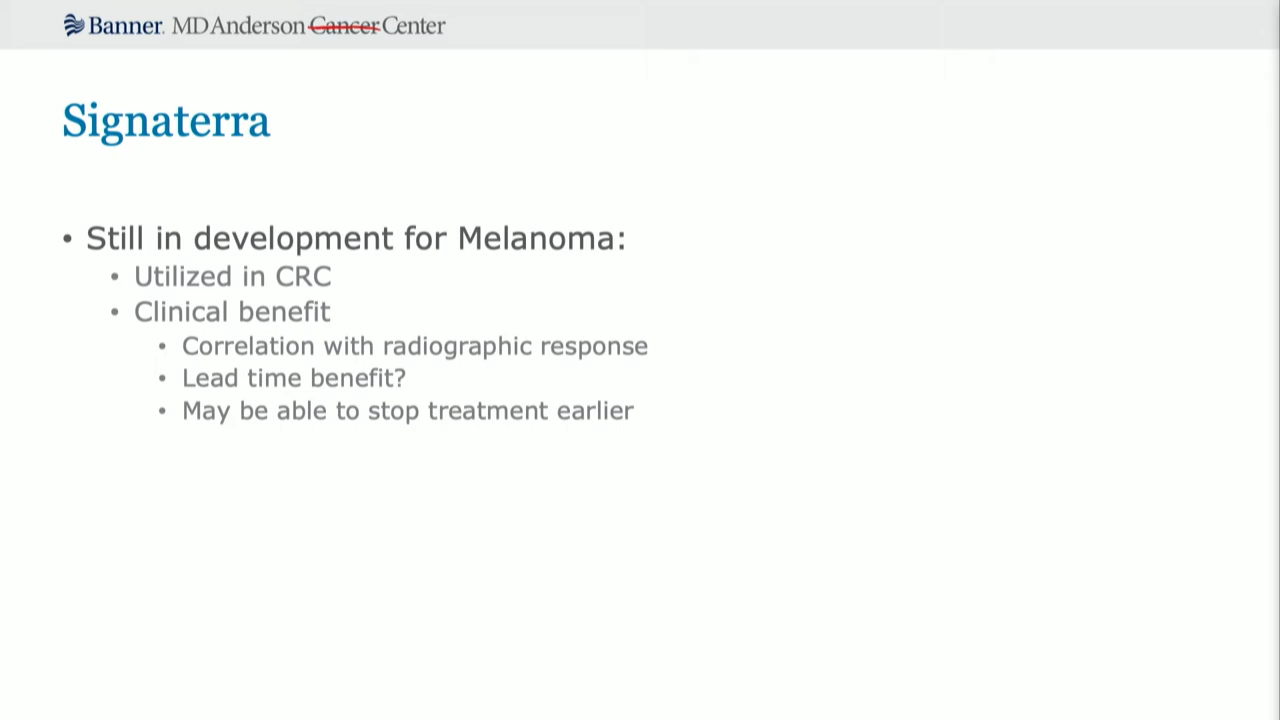 Banner. MD Anderson Cancer Center
Signaterra
• Still in development for Melanoma:
• Utilized in CRC
• Clinical benefit
• Correlation with radiographic response
• Lead time benefit?
• May be able to stop treatment earlier